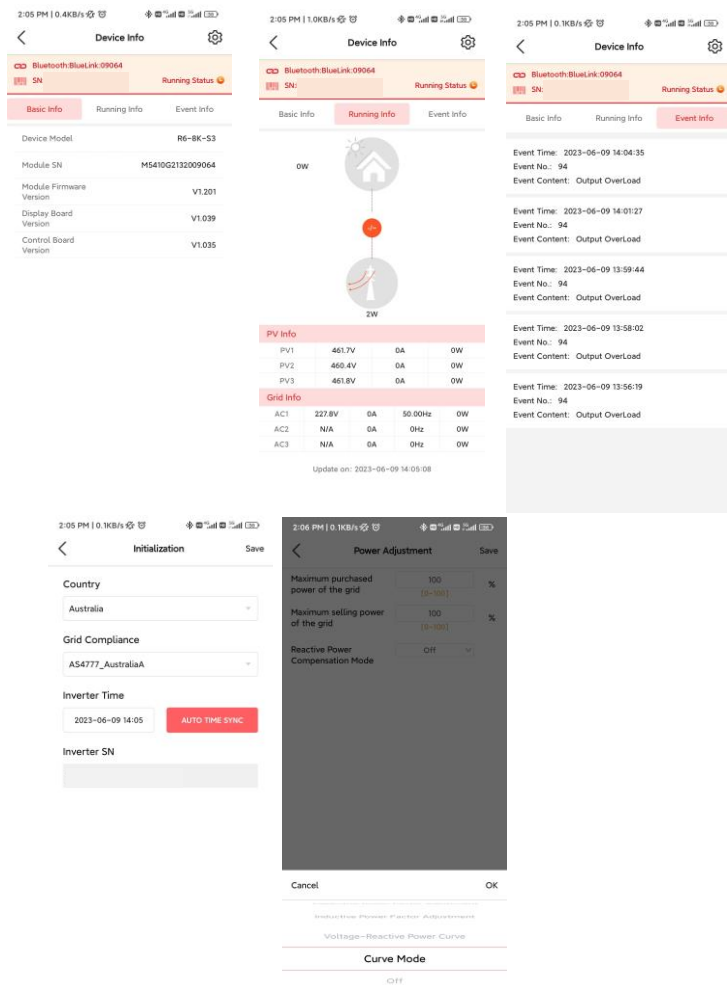 2:05 PM | 0.4KB/s
Device Info
Bluetooth:BlueLink:09064
SN
Running Status
Basic Info
Running Info
Event Info
Device Model
R6-8K-S3
Module SN
M5410G2132009064
Module Firmware
Version
V1.201
Display Board
Version
V1.039
Control Board
Version
V1.035
2:05 PM | 1.0KB/s
Device Info
Bluetooth:BlueLink:09064
SN:
Running Status
Basic Info
Running Info
Event Info
0W
2W
PV Info
PV1 461.7V 0A 0W
PV2 460.4V 0A 0W
PV3 461.8V 0A 0W
Grid Info
AC1 227.8V 0A 50.00Hz 0W
AC2 N/A 0A 0Hz 0W
AC3 N/A 0A 0Hz 0W
Update on: 2023-06-09 14:05:08
2:05 PM | 0.1KB/s
Device Info
Bluetooth:BlueLink:09064
SN:
Running Status
Basic Info
Running Info
Event Info
Event Time: 2023-06-09 14:04:35
Event No.: 94
Event Content: Output OverLoad
Event Time: 2023-06-09 14:01:27
Event No.: 94
Event Content: Output OverLoad
Event Time: 2023-06-09 13:59:44
Event No.: 94
Event Content: Output OverLoad
Event Time: 2023-06-09 13:58:02
Event No.: 94
Event Content: Output OverLoad
Event Time: 2023-06-09 13:56:19
Event No.: 94
Event Content: Output OverLoad
2:05 PM | 0.1KB/s
Initialization
Save
Country
Australia
Grid Compliance
AS4777_AustraliaA
Inverter Time
2023-06-09 14:05
AUTO TIME SYNC
Inverter SN
2:06 PM | 0.1KB/s
Power Adjustment
Save
Maximum purchased
power of the grid
100
%
[0~100]
Maximum selling power
of the grid
100
%
[0~100]
Reactive Power
Compensation Mode
Off
Cancel
OK
Inductive Power Factor Adjustment
Voltage-Reactive Power Curve
Curve Mode
Off